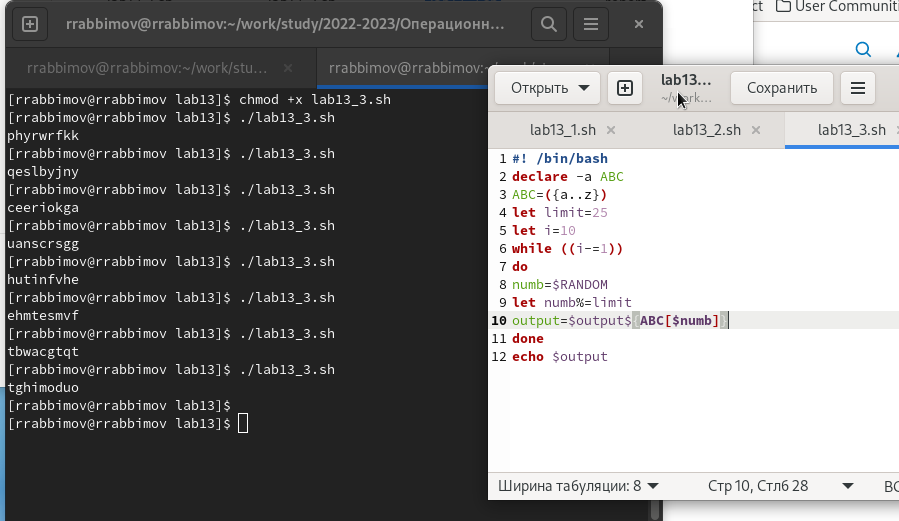 rrabbimov@rrabbimov:~/work/study/2022-2023/Операционн...
rrabbimov@rrabbimov:~/work/stu...
rrabbimov@rrabbimov:~/work/
[rrabbimov@rrabbimov lab13]$ chmod +x lab13_3.sh
[rrabbimov@rrabbimov lab13]$ ./lab13_3.sh
phyrwrfkk
[rrabbimov@rrabbimov lab13]$ ./lab13_3.sh
qeslbyjny
[rrabbimov@rrabbimov lab13]$ ./lab13_3.sh
ceeriokga
[rrabbimov@rrabbimov lab13]$ ./lab13_3.sh
uanscrsgg
[rrabbimov@rrabbimov lab13]$ ./lab13_3.sh
hutinfvhe
[rrabbimov@rrabbimov lab13]$ ./lab13_3.sh
ehmtesmvf
[rrabbimov@rrabbimov lab13]$ ./lab13_3.sh
tbwacgtqt
[rrabbimov@rrabbimov lab13]$ ./lab13_3.sh
tghimoduo
[rrabbimov@rrabbimov lab13]$
[rrabbimov@rrabbimov lab13]$
ct
User Communiti
Открыть
lab13...
~/work...
Сохранить
lab13_1.sh
lab13_2.sh
lab13_3.sh
1 #! /bin/bash
2 declare -a ABC
3 ABC=({a..z})
4 let limit=25
5 let i=10
6 while ((i-=1))
7 do
8 numb=$RANDOM
9 let numb%=limit
10 output=$output${ABC[$numb]}
11 done
12 echo $output
Ширина табуляции: 8
Стр 10, Стлб 28
ВС